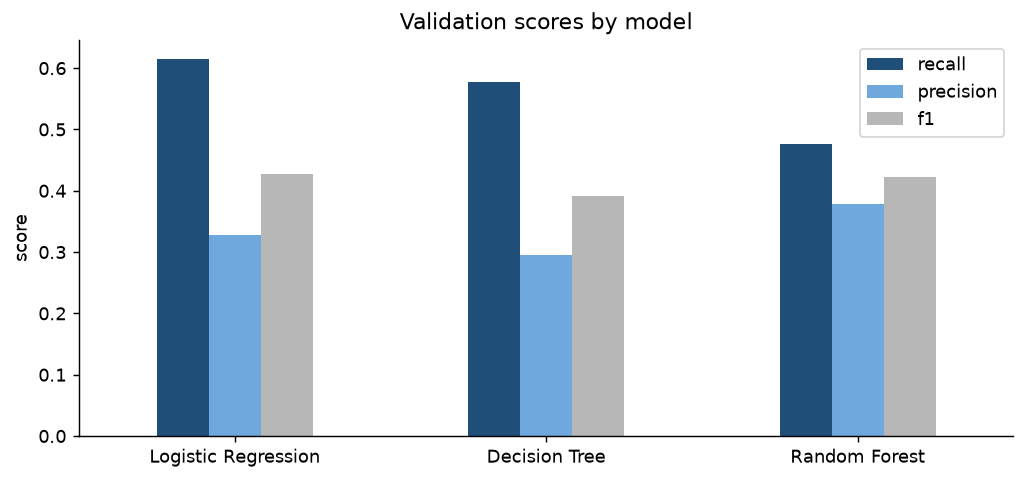 Validation scores by model
recall
precision
f1
score
0.6
0.5
0.4
0.3
0.2
0.1
0.0
Logistic Regression
Decision Tree
Random Forest